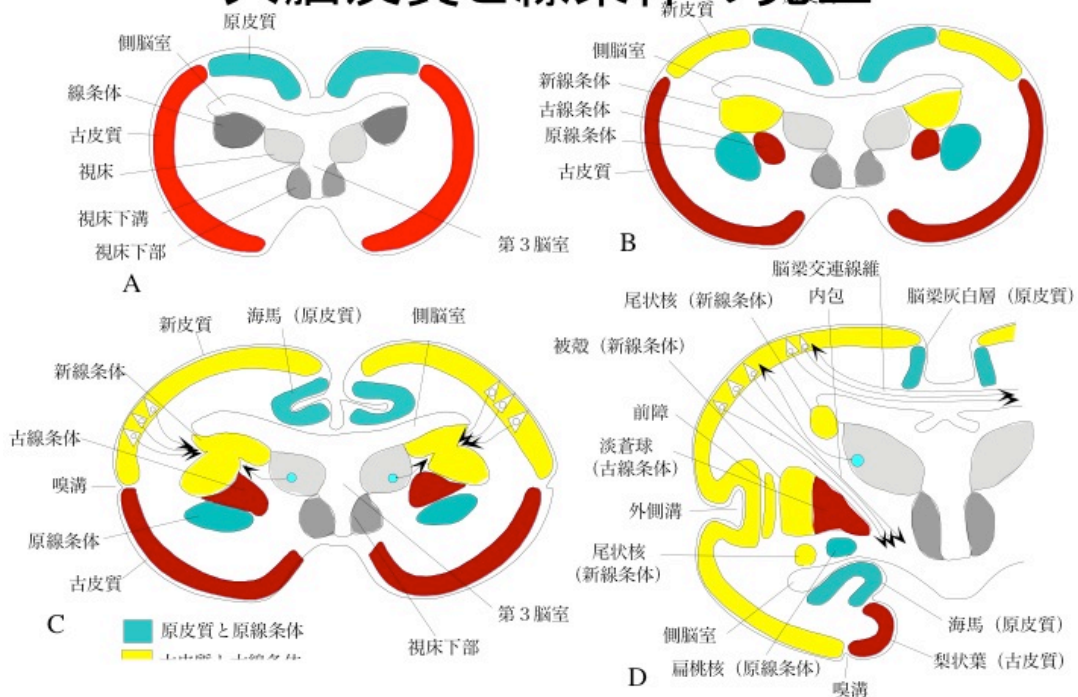 原皮質
側脳室
線条体
古皮質
視床
視床下溝
視床下部
第3脳室
A
新皮質
側脳室
新線条体
古線条体
原線条体
古皮質
B
新皮質
海馬（原皮質）
側脳室
新線条体
古線条体
嗅溝
原線条体
古皮質
第3脳室
視床下部
C
原皮質と原線条体
脳梁交連線維
尾状核（新線条体）
内包
脳梁灰白層（原皮質）
被殻（新線条体）
前障
淡蒼球
（古線条体）
外側溝
尾状核
（新線条体）
側脳室
扁桃核（原線条体）
嗅溝
海馬（原皮質）
梨状葉（古皮質）
D